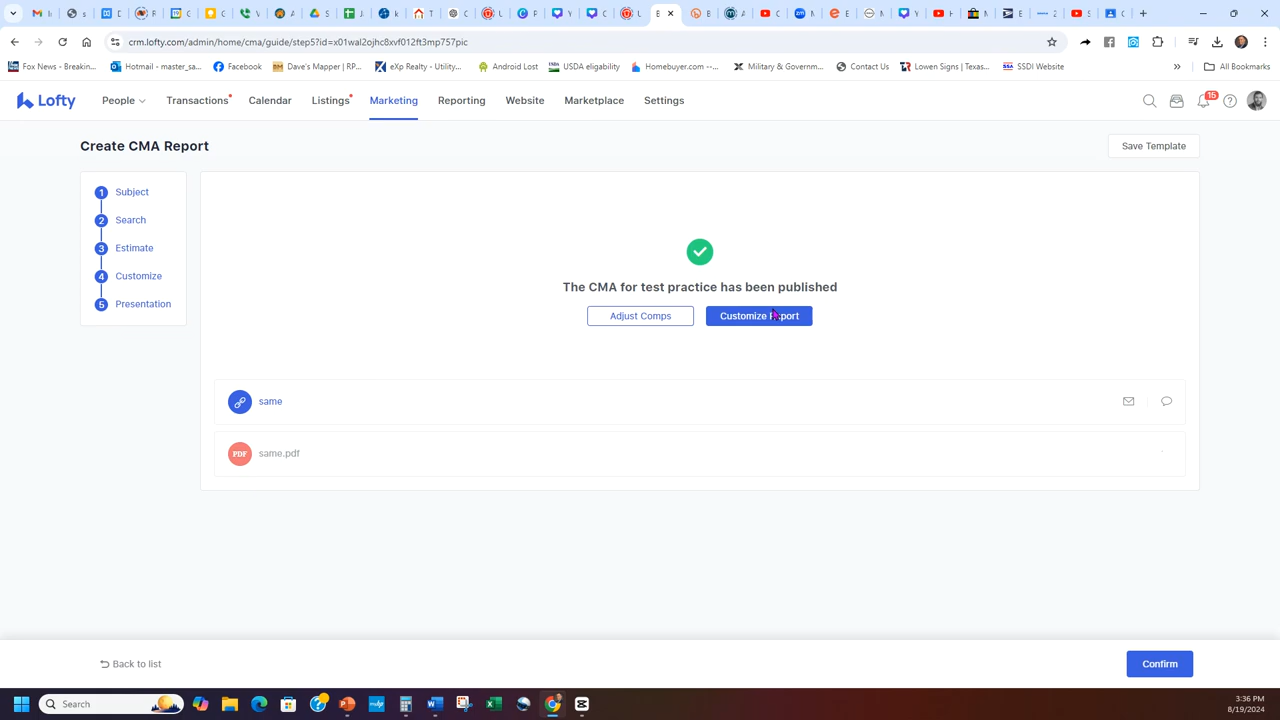 M
s
R
1
C
V
A
S
J
k
T
C
U
C
Y
C
U
B
B
A
C
M
E
M
H
M
E
2
S
C
crm.lofty.com/admin/home/cma/guide/step5?id=x01wal2ojhc8xvf012ft3mp757pic
Fox News - Breakin...
Hotmail - master_sa...
Facebook
Dave's Mapper | RP...
eXp Realty - Utility...
Android Lost
USDA eligibility
Homebuyer.com --...
Military & Governm...
Contact Us
Lowen Signs | Texas...
SSDI Website
»
All Bookmarks
Lofty
People
Transactions
Calendar
Listings
Marketing
Reporting
Website
Marketplace
Settings
15
Create CMA Report
Save Template
1 Subject
2 Search
3 Estimate
4 Customize
5 Presentation
The CMA for test practice has been published
Adjust Comps
Customize Report
same
PDF same.pdf
Back to list
Confirm
Search
3:36 PM
8/19/2024